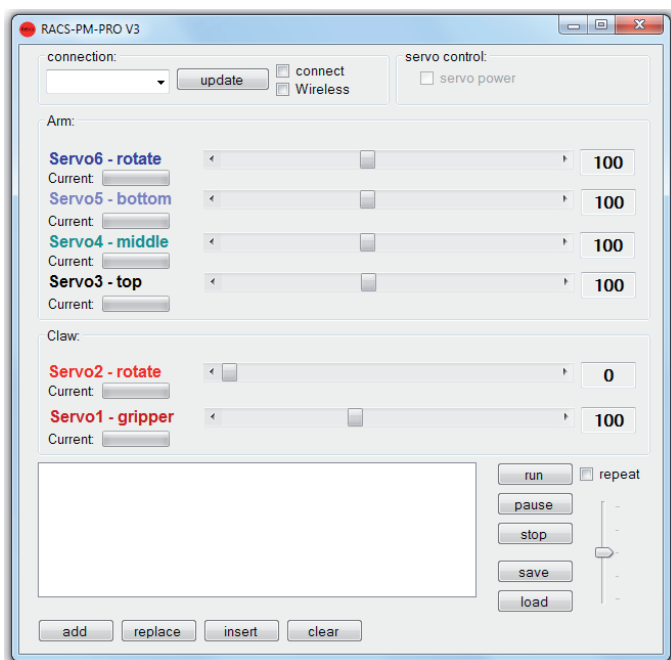 RACS-PM-PRO V3
connection:
update
connect
Wireless
servo control:
servo power
Arm:
Servo6 - rotate
100
Current:
Servo5 - bottom
100
Current:
Servo4 - middle
100
Current:
Servo3 - top
100
Current:
Claw:
Servo2 - rotate
0
Current:
Servo1 - gripper
100
Current:
run
repeat
pause
stop
save
load
add
replace
insert
clear